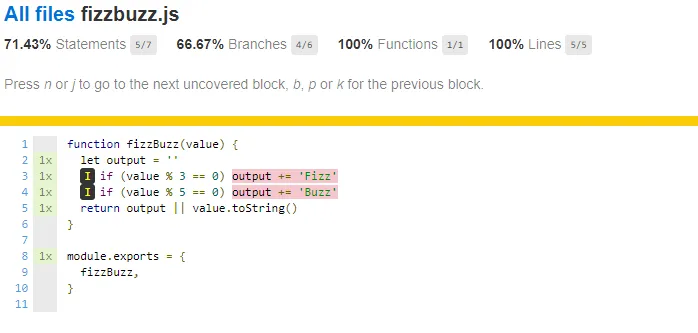 All files fizzbuzz.js
71.43% Statements 5/7 66.67% Branches 4/6 100% Functions 1/1 100% Lines 5/5
Press n or j to go to the next uncovered block, b, p or k for the previous block.
1 function fizzBuzz(value) {
2 1x let output = ''
3 1x I if (value % 3 == 0) output += 'Fizz'
4 1x I if (value % 5 == 0) output += 'Buzz'
5 1x return output || value.toString()
6 }
7
8 1x module.exports = {
9 fizzBuzz,
10 }
11